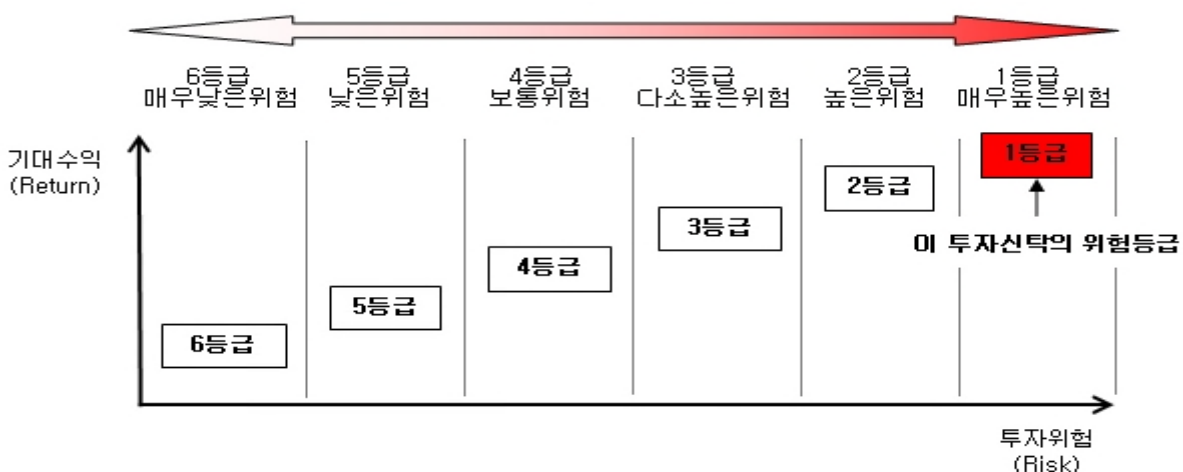 6등급 5등급 4등급 3등급 2등급 1등급
매우낮은위험 낮은위험 보통위험 다소높은위험 높은위험 매우높은위험
기대수익
(Return)
1등급
2등급
3등급
이 투자신탁의 위험등급
4등급
5등급
6등급
투자위험
(Risk)